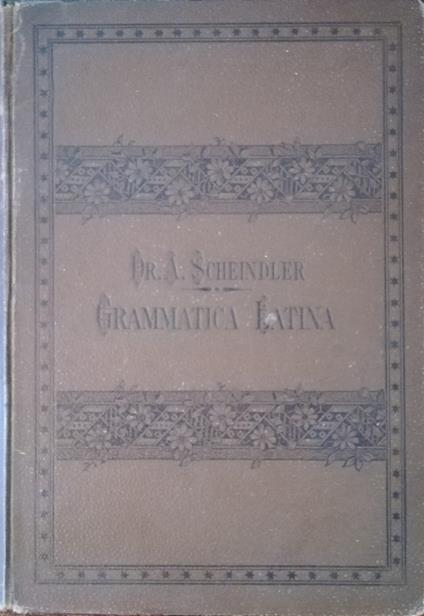 DR. A. SCHEINDLER
GRAMMATICA LATINA